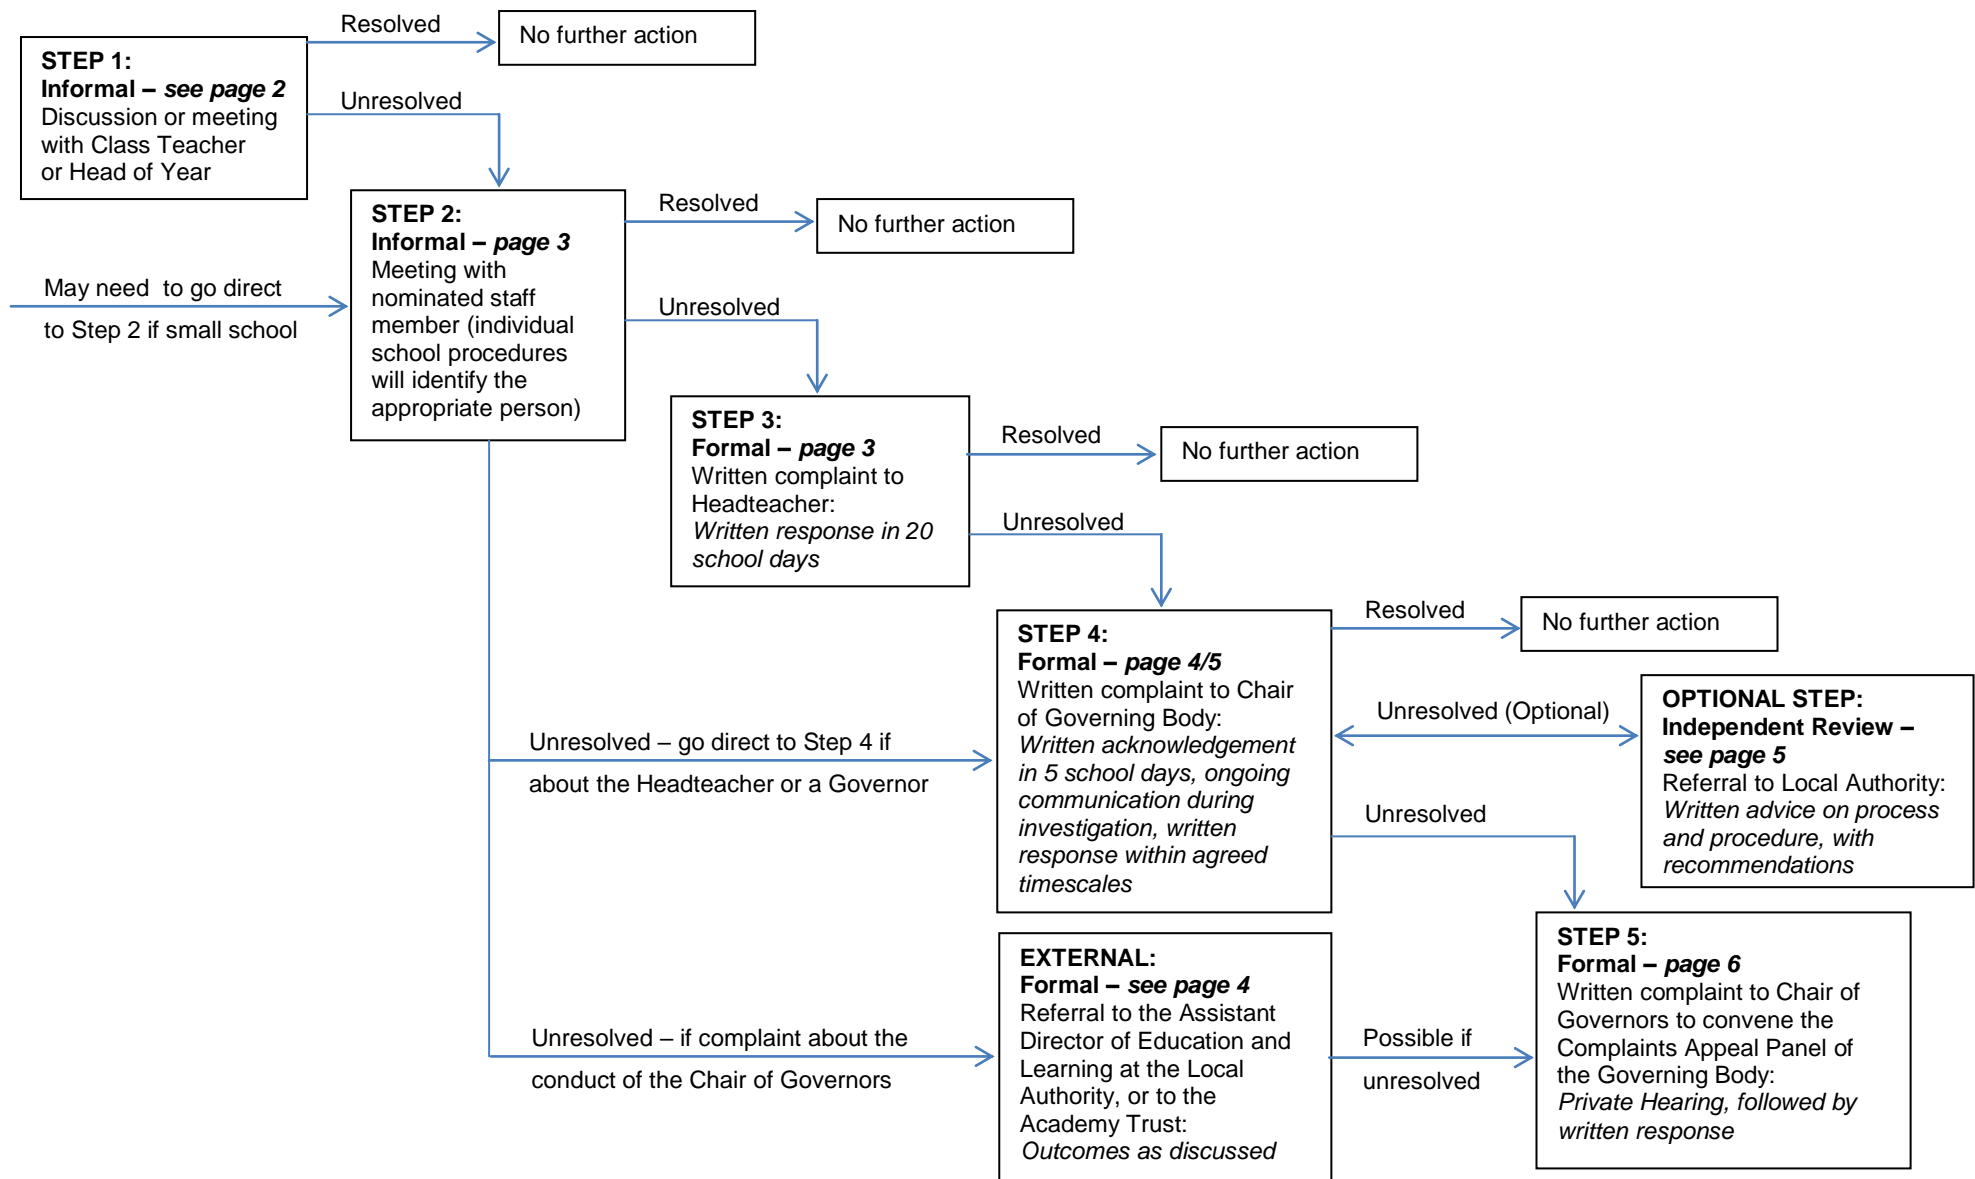 Resolved
No further action
STEP 1:
Informal – see page 2
Discussion or meeting
with Class Teacher
or Head of Year
Unresolved
STEP 2:
Informal – page 3
Meeting with
nominated staff
member (individual
school procedures
will identify the
appropriate person)
Resolved
No further action
May need  to go direct
to Step 2 if small school
Unresolved
STEP 3:
Formal – page 3
Written complaint to
Headteacher:
Written response in 20
school days
Resolved
No further action
Unresolved
STEP 4:
Formal – page 4/5
Written complaint to Chair
of Governing Body:
Written acknowledgement
in 5 school days, ongoing
communication during
investigation, written
response within agreed
timescales
Resolved
No further action
Unresolved (Optional)
OPTIONAL STEP:
Independent Review –
see page 5
Referral to Local Authority:
Written advice on process
and procedure, with
recommendations
Unresolved – go direct to Step 4 if
about the Headteacher or a Governor
Unresolved
EXTERNAL:
Formal – see page 4
Referral to the Assistant
Director of Education and
Learning at the Local
Authority, or to the
Academy Trust:
Outcomes as discussed
Unresolved – if complaint about the
conduct of the Chair of Governors
Possible if
unresolved
STEP 5:
Formal – page 6
Written complaint to Chair of
Governors to convene the
Complaints Appeal Panel of
the Governing Body:
Private Hearing, followed by
written response